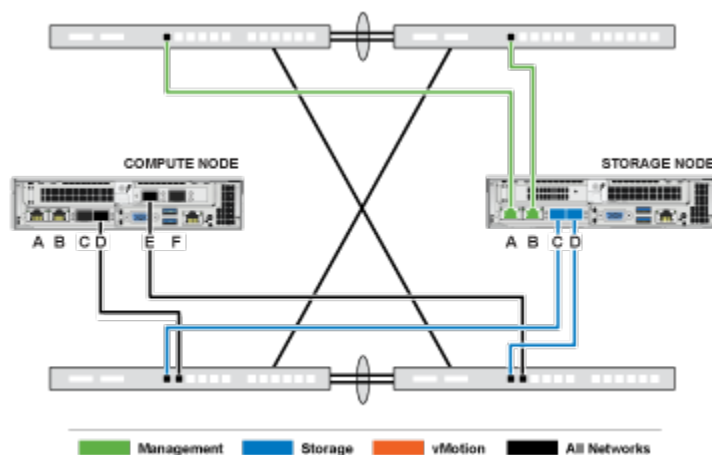 COMPUTE NODE
STORAGE NODE
A B C D E F
A B C D
Management Storage vMotion All Networks